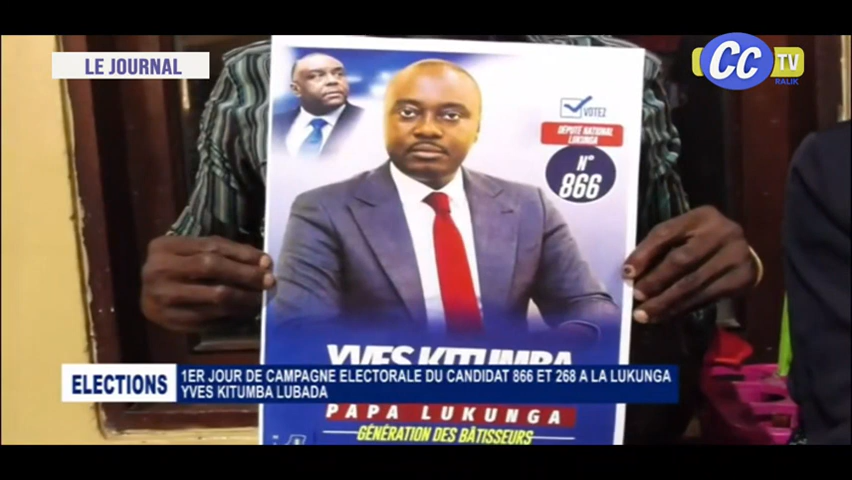 LE JOURNAL
CC TV
RALIK
VOTEZ
DEPUTÉ NATIONAL
LUKUNGA
N°
866
YVES KITUMBA
ELECTIONS
1ER JOUR DE CAMPAGNE ELECTORALE DU CANDIDAT 866 ET 268 A LA LUKUNGA
YVES KITUMBA LUBADA
PAPA LUKUNGA
GÉNÉRATION DES BÂTISSEURS